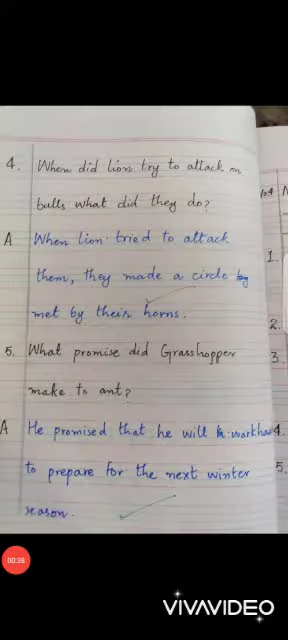 4. When did lion try to attack on
bulls what did they do?
A When lion tried to attack
them, they made a circle
met by their horns.
5. What promise did Grasshopper
make to ant?
A He promised that he will work
to prepare for the next winter
season.
1.
2.
3.
4.
5.
00:38
VIVAVIDEO